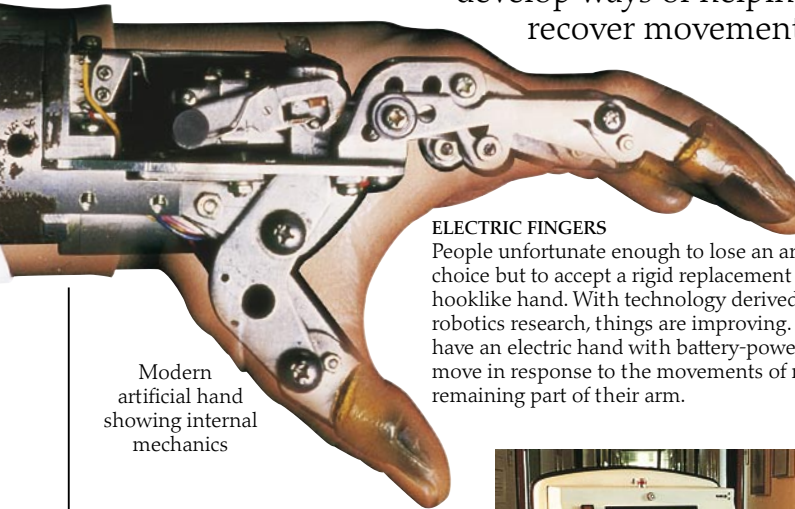 develop ways of helping
recover movement
ELECTRIC FINGERS
People unfortunate enough to lose an
choice but to accept a rigid replacement
hooklike hand. With technology derived
robotics research, things are improving.
have an electric hand with
move in response to the movements of
remaining part of their arm.
Modern
artificial hand
showing internal
mechanics